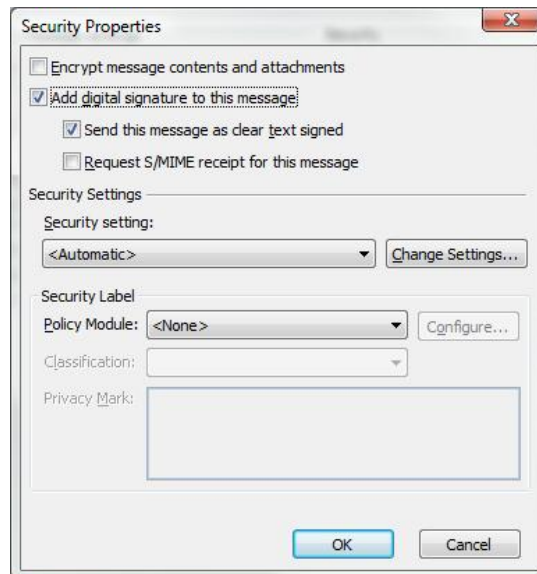 Security Properties
Encrypt message contents and attachments
Add digital signature to this message
Send this message as clear text signed
Request S/MIME receipt for this message
Security Settings
Security setting:
<Automatic>
Change Settings...
Security Label
Policy Module:
<None>
Configure...
Classification:
Privacy Mark:
OK
Cancel